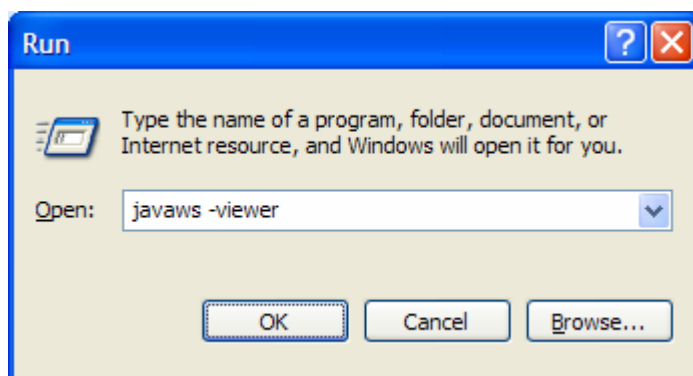 Run
Type the name of a program, folder, document, or
Internet resource, and Windows will open it for you.
Open: javaws -viewer
OK Cancel Browse...